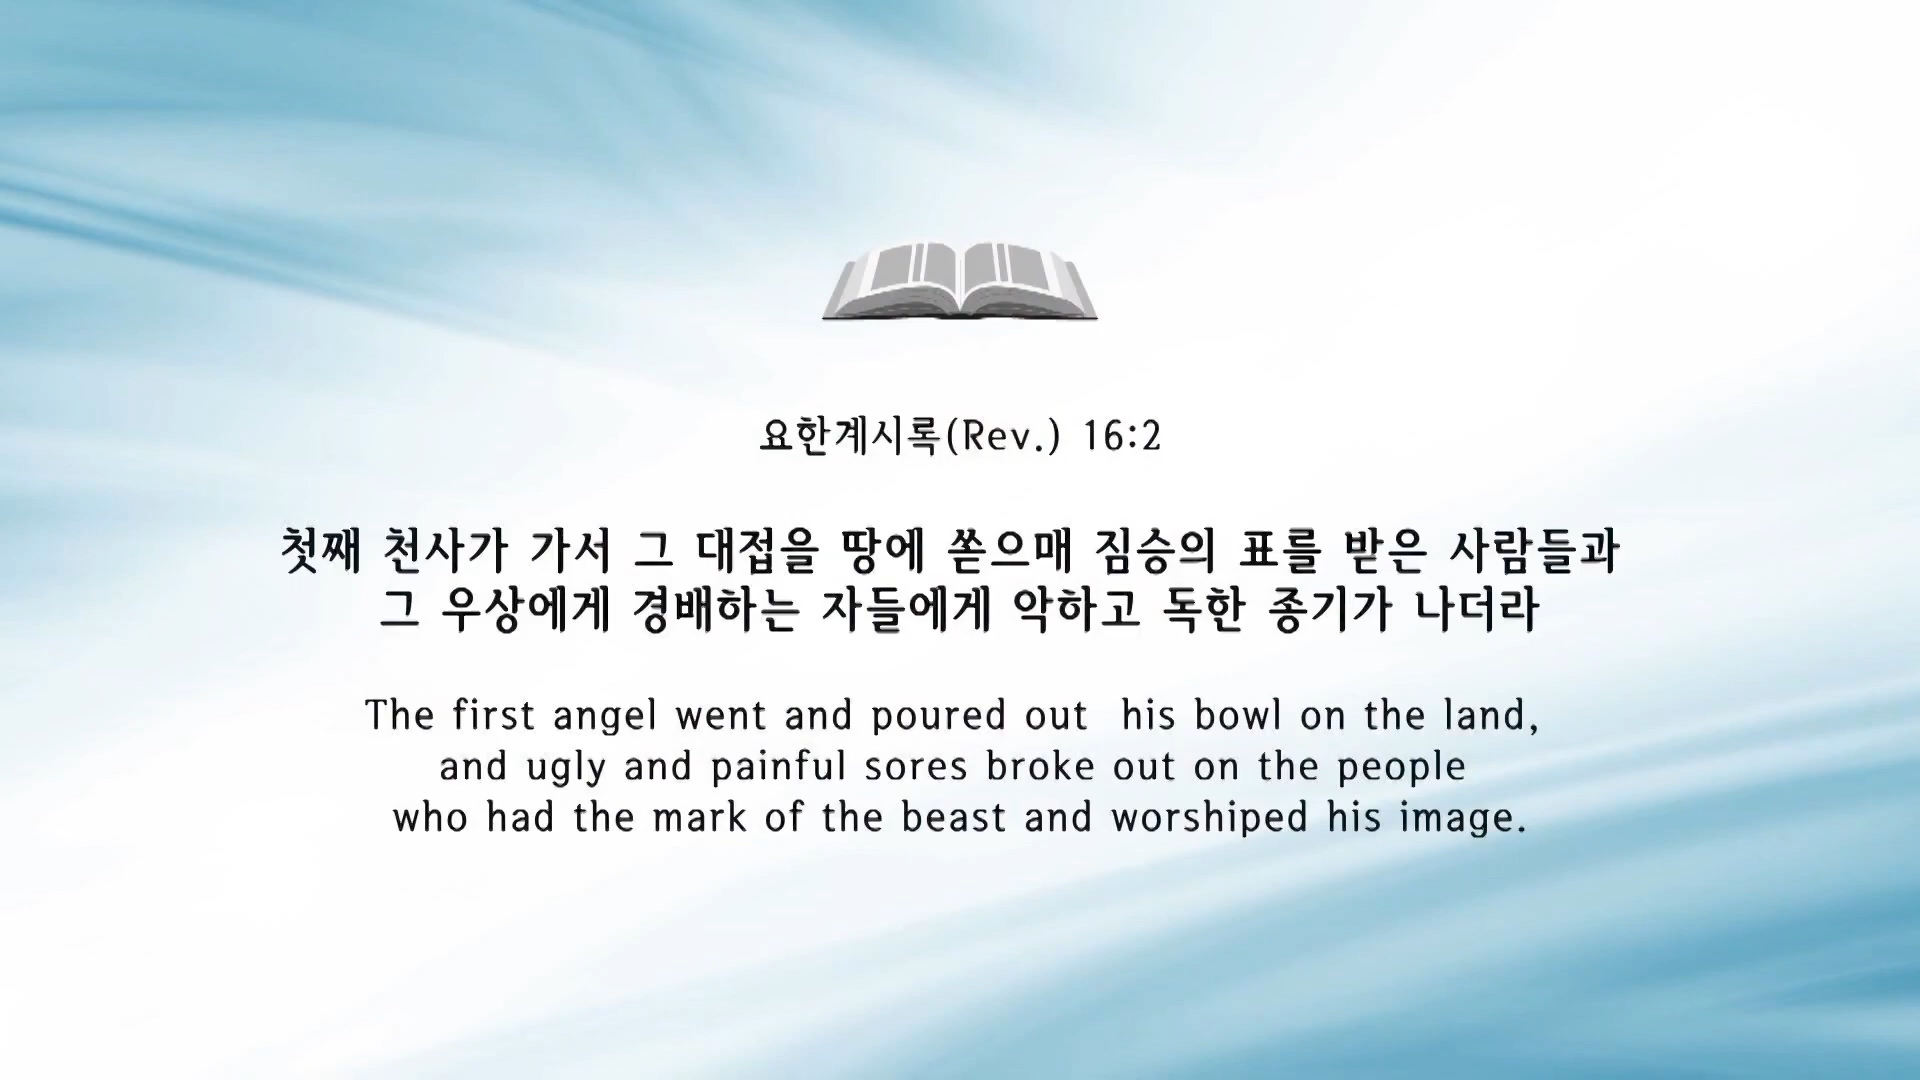 요한계시록(Rev.) 16:2
첫째 천사가 가서 그 대접을 땅에 쏟으매 짐승의 표를 받은 사람들과
그 우상에게 경배하는 자들에게 악하고 독한 종기가 나더라
The first angel went and poured out  his bowl on the land,
and ugly and painful sores broke out on the people
who had the mark of the beast and worshiped his image.